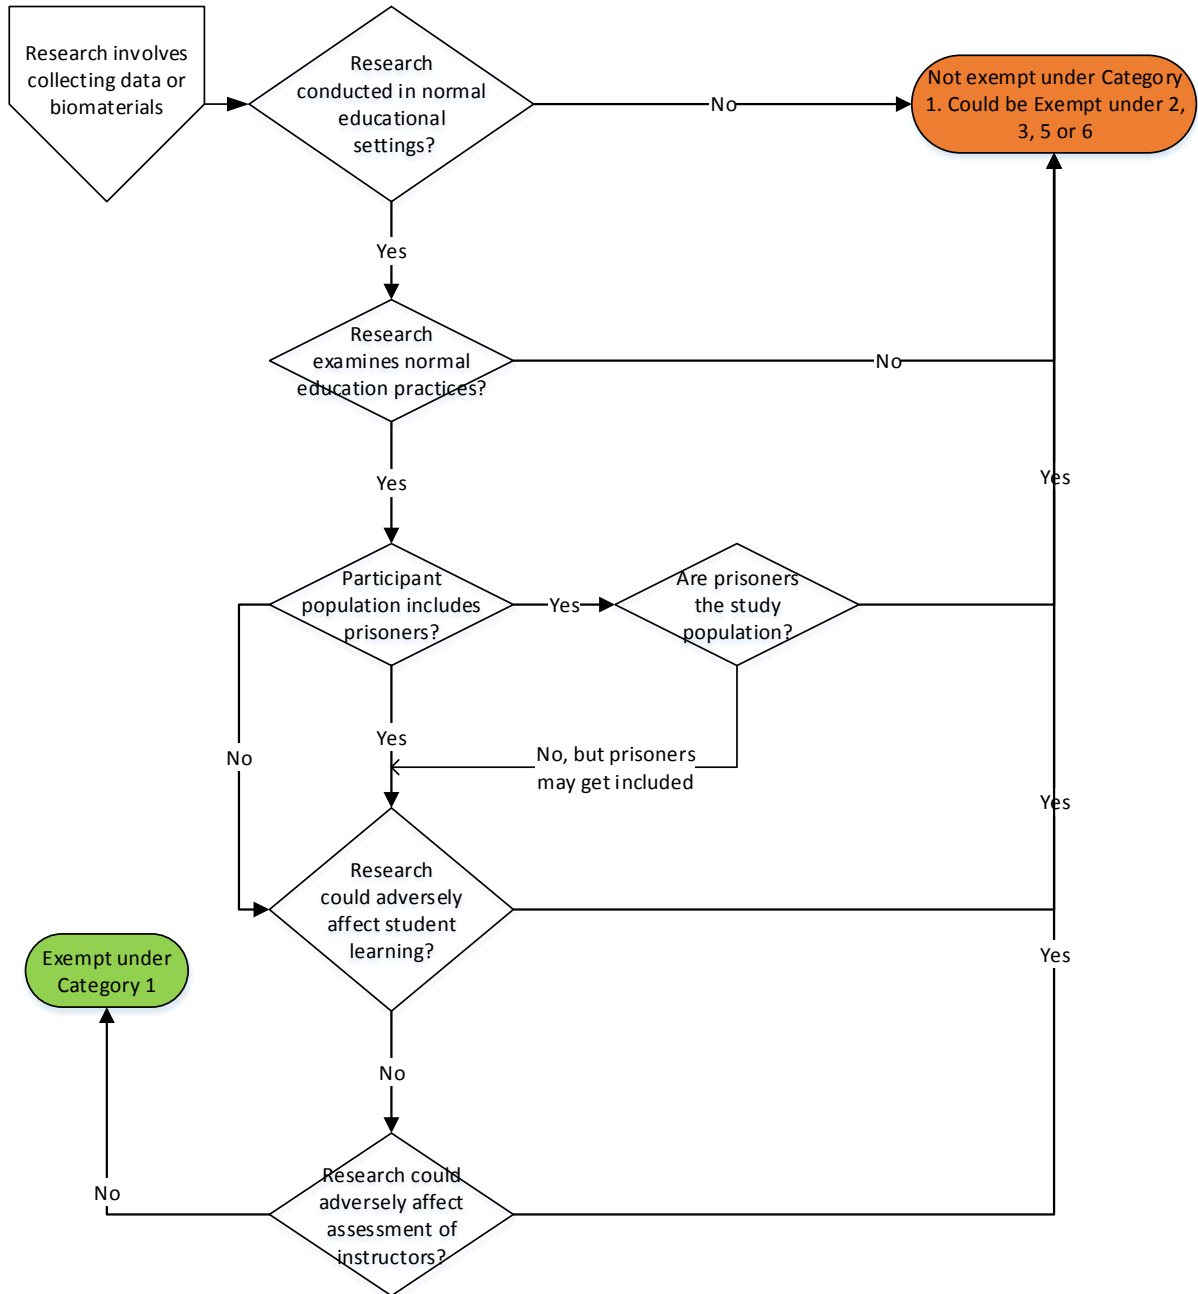 Research involves
collecting data or
biomaterials
Research
conducted in normal
educational
settings?
No
Not exempt under Category
1. Could be Exempt under 2,
3, 5 or 6
Yes
Research
examines normal
education practices?
No
Yes
Yes
Participant
population includes
prisoners?
Yes
Are prisoners
the study
population?
No
Yes
No, but prisoners
may get included
Yes
Research
could adversely
affect student
learning?
Exempt under
Category 1
Yes
No
No
Research could
adversely affect
assessment of
instructors?